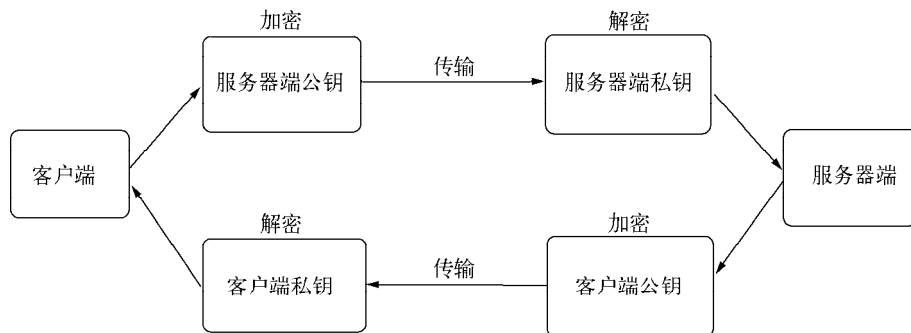 加密
解密
服务器端公钥
传输
服务器端私钥
客户端
服务器端
解密
加密
客户端私钥
传输
客户端公钥